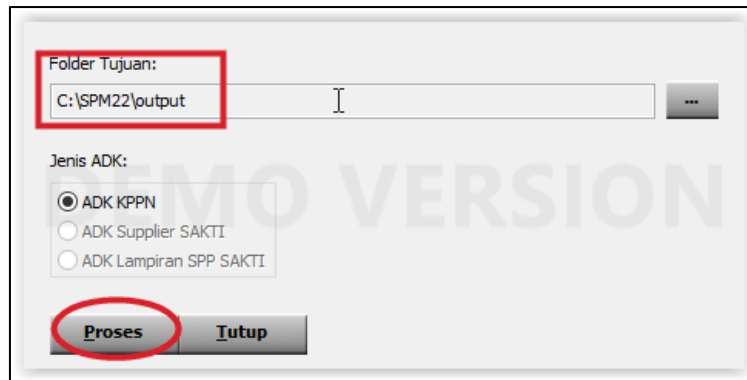 Folder Tujuan:
C:\SPM22\output
...
Jenis ADK:
DEMO VERSION
ADK KPPN
ADK Supplier SAKTI
ADK Lampiran SPP SAKTI
Proses
Tutup